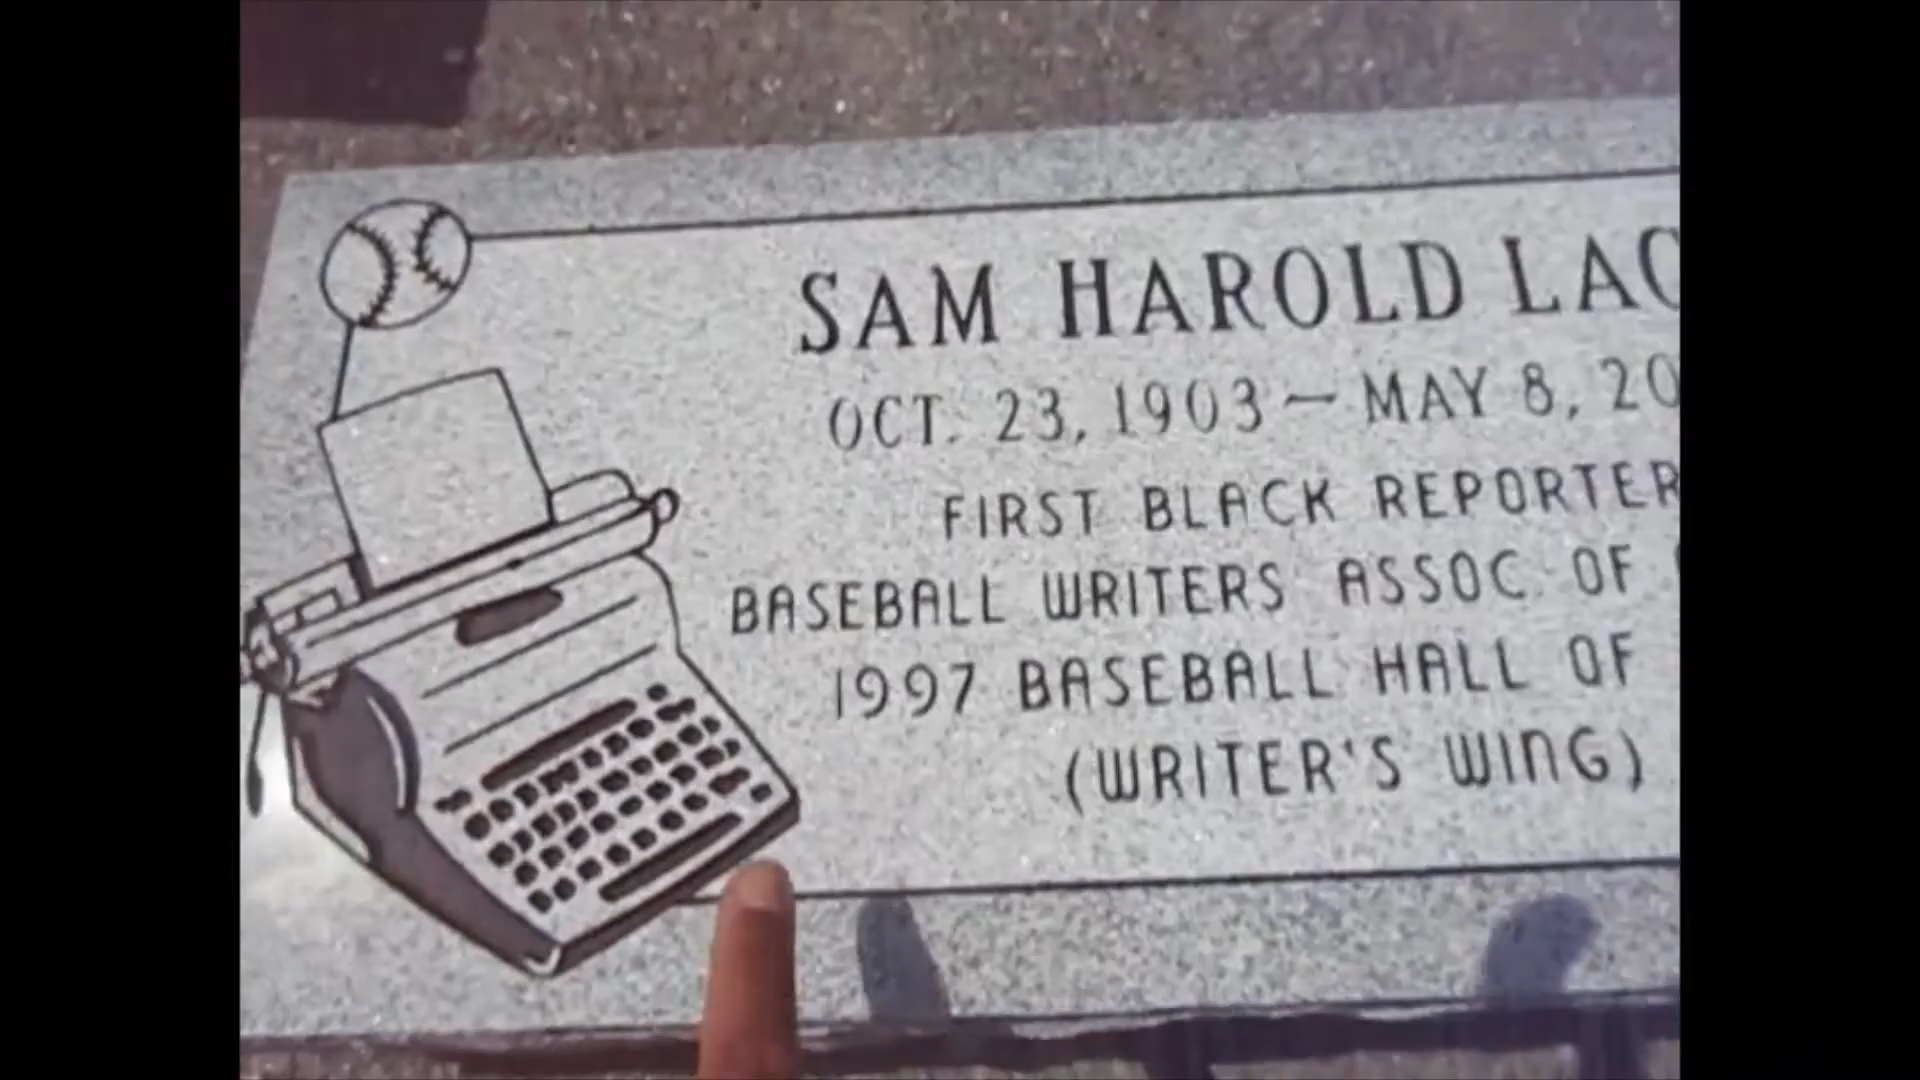 SAM HAROLD LAC
OCT. 23, 1903 – MAY 8, 20
FIRST BLACK REPORTER
BASEBALL WRITERS ASSOC. OF
1997 BASEBALL HALL OF
(WRITER'S WING)